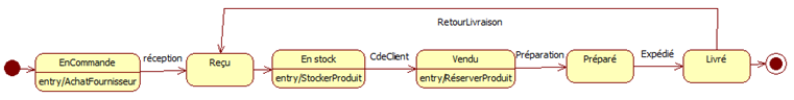 RetourLivraison
EnCommande
entry/AchatFournisseur
réception
Reçu
En stock
entry/StockerProduit
CdeClient
Vendu
entry/RéserverProduit
Préparation
Préparé
Expédié
Livré